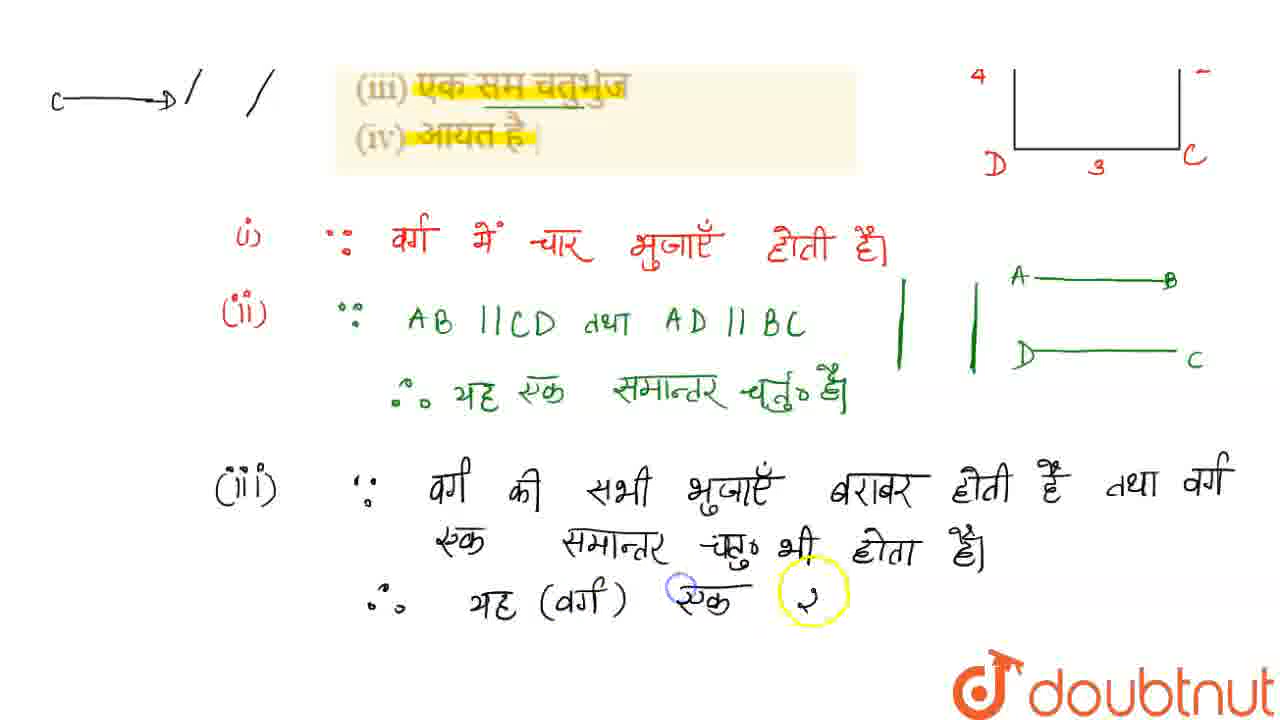 C D
(iii) एक सम चतुर्भुज
(iv) आयत है |
4
D 3 C
(i) ∵ वर्ग में चार भुजाएँ होती है।
(ii) ∵ AB || CD तथा AD || BC
A B
D C
∴ यह एक समान्तर चर्तु० है।
(iii) ∵ वर्ग की सभी भुजाएँ बराबर होती है तथा वर्ग
एक समान्तर चतु० भी होता है।
∴ यह (वर्ग) एक
doubtnut